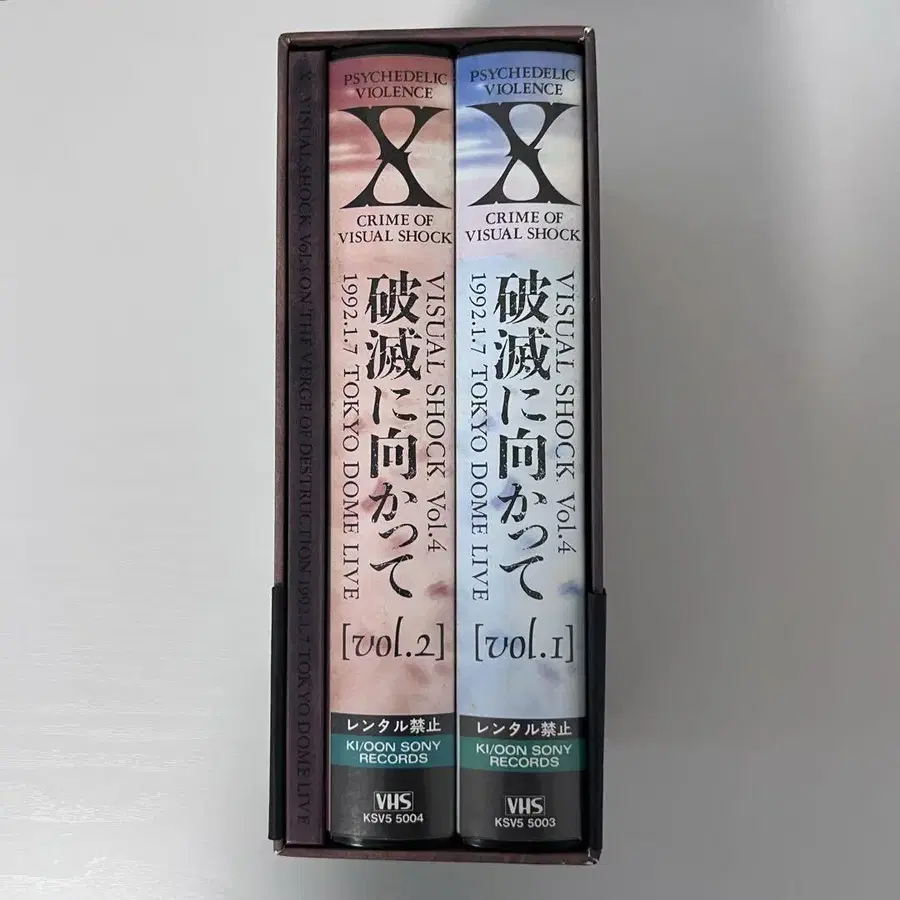 X VISUAL SHOCK Vol.4 ON THE VERGE OF DESTRUCTION 1992.1.7 TOKYO DOME LIVE
PSYCHEDELIC
VIOLENCE
X
CRIME OF
VISUAL SHOCK
VISUAL SHOCK. Vol.4
破滅に向かって
1992.1.7 TOKYO DOME LIVE
[vol.2]
レンタル禁止
KI/OON SONY
RECORDS
VHS
KSV5 5004
PSYCHEDELIC
VIOLENCE
X
CRIME OF
VISUAL SHOCK
VISUAL SHOCK. Vol.4
破滅に向かって
1992.1.7 TOKYO DOME LIVE
[vol.1]
レンタル禁止
KI/OON SONY
RECORDS
VHS
KSV5 5003